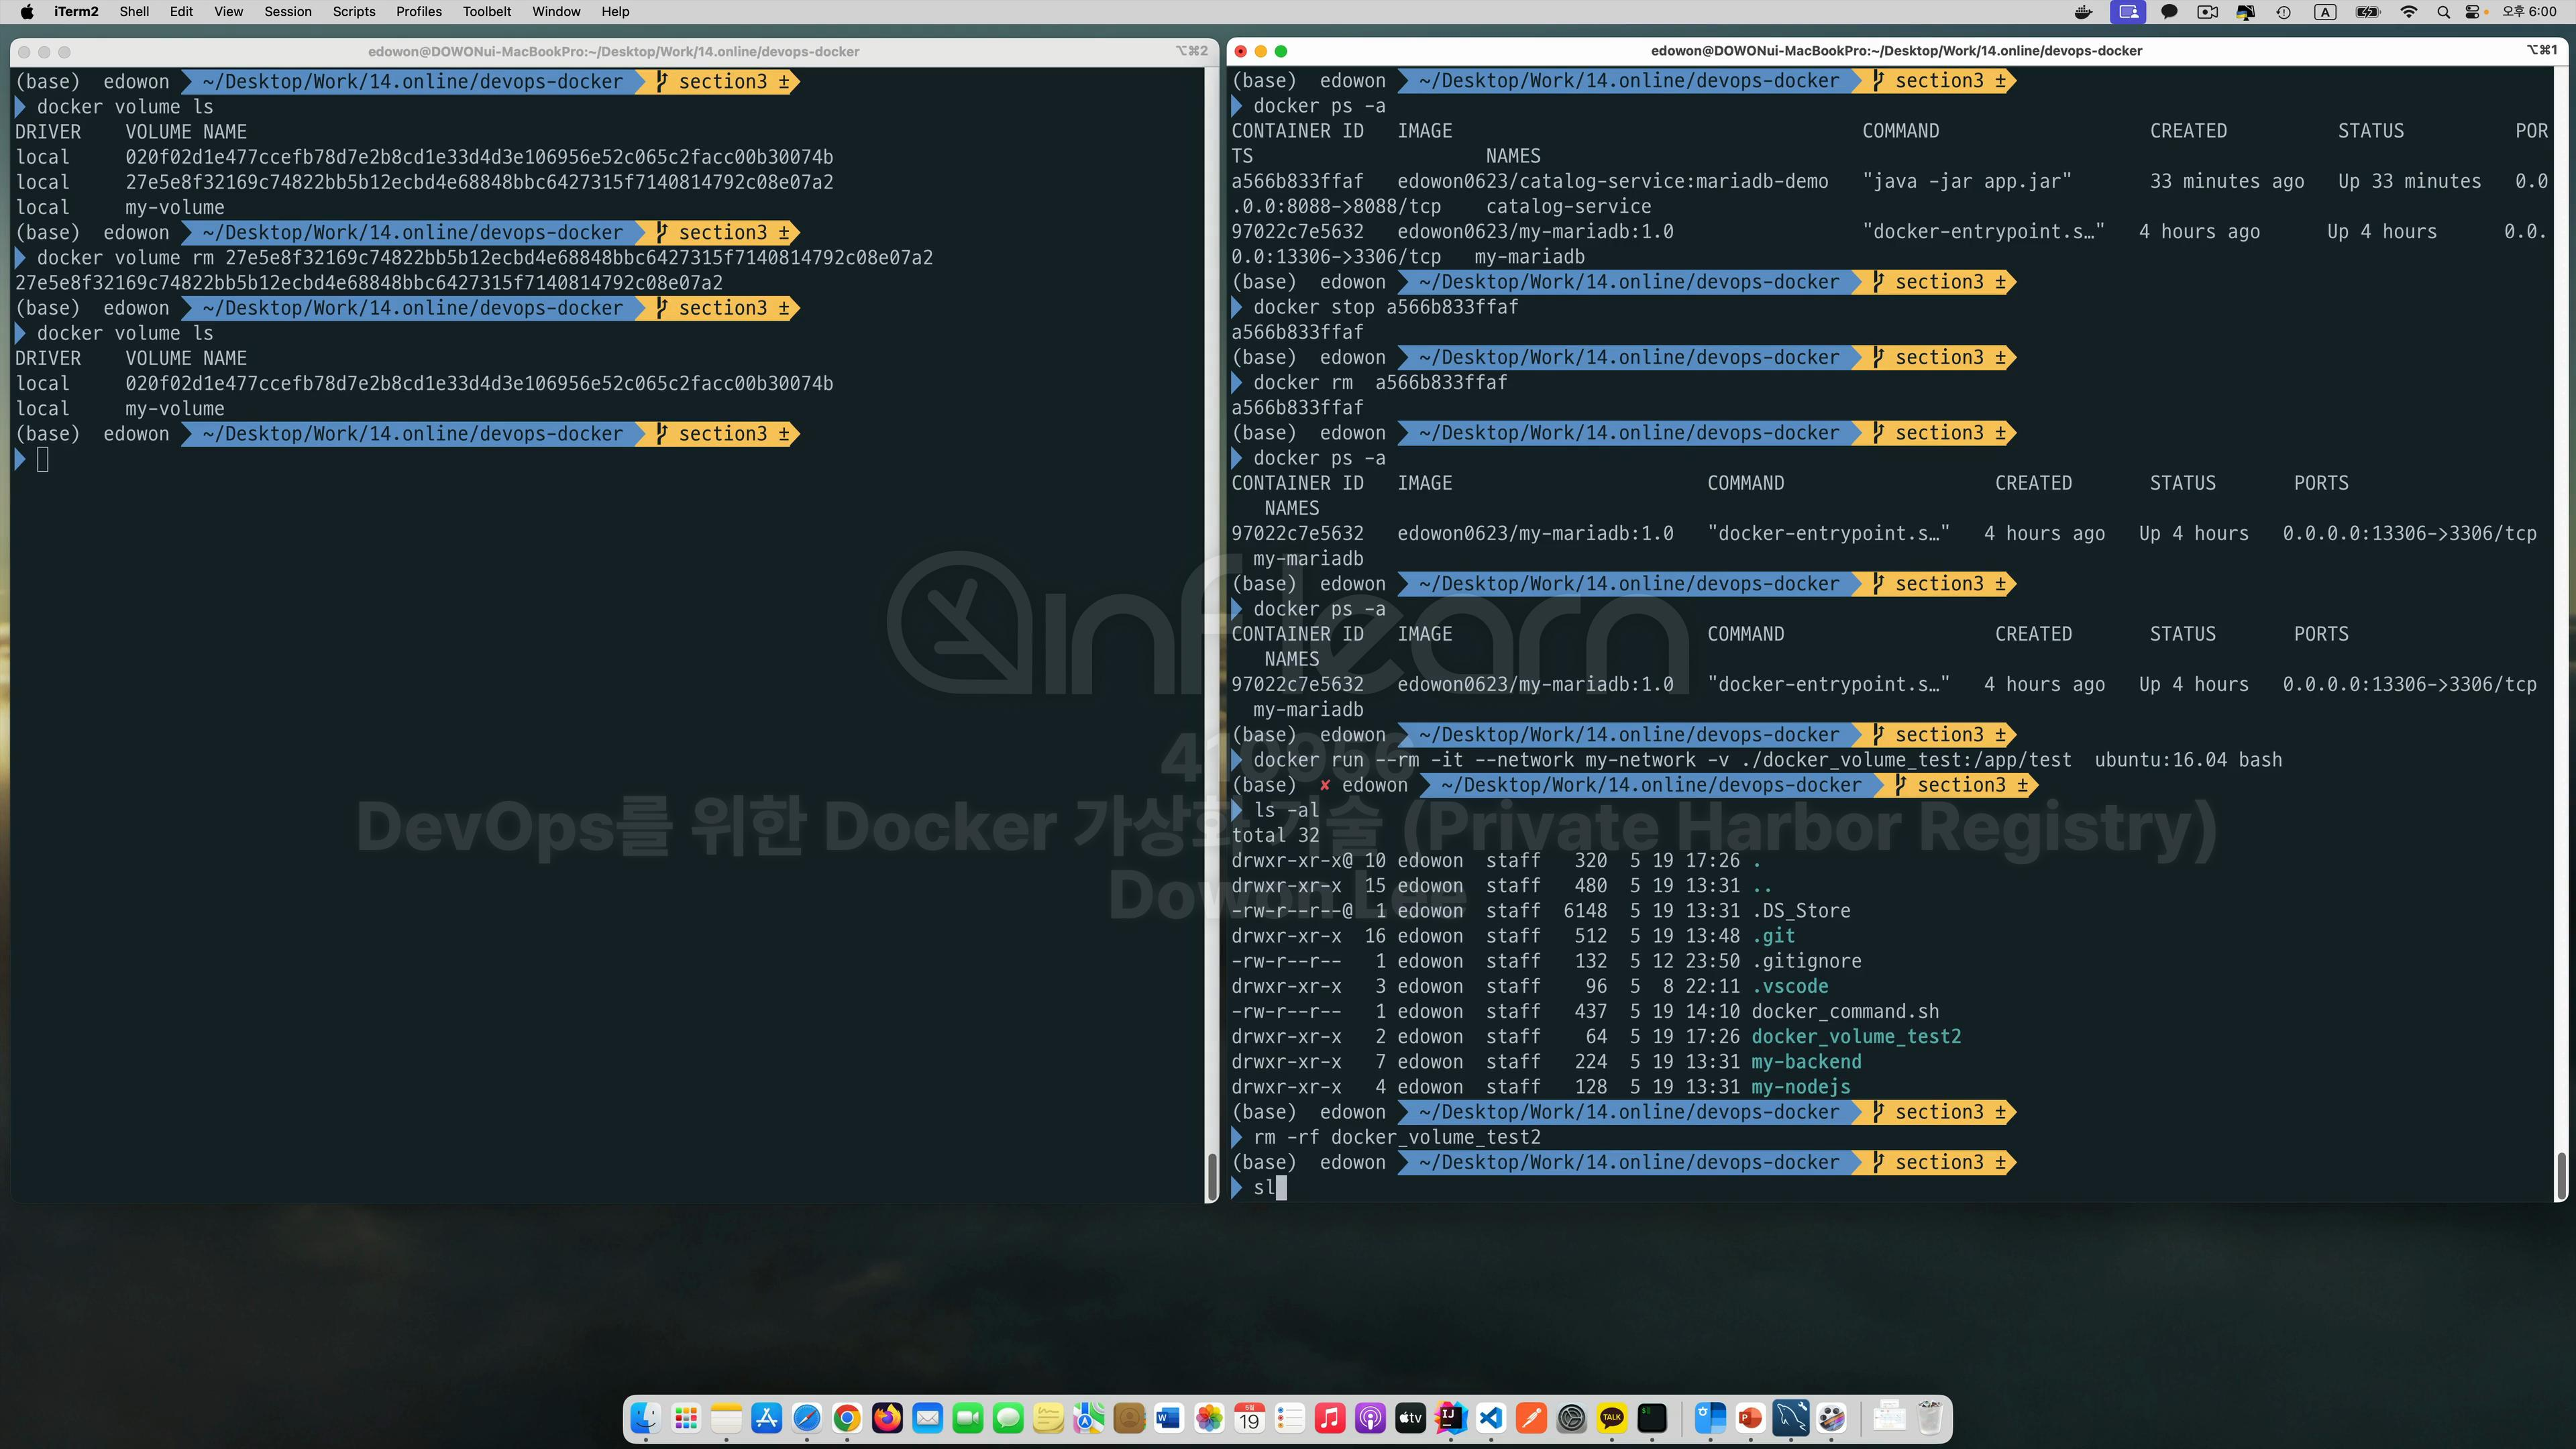 iTerm2 Shell Edit View Session Scripts Profiles Toolbelt Window Help
A 오후 6:00
edowon@DOWONui-MacBookPro:~/Desktop/Work/14.online/devops-docker ⌥⌘2
(base) edowon ~/Desktop/Work/14.online/devops-docker section3 ±
docker volume ls
DRIVER VOLUME NAME
local 020f02d1e477ccefb78d7e2b8cd1e33d4d3e106956e52c065c2facc00b30074b
local 27e5e8f32169c74822bb5b12ecbd4e68848bbc6427315f7140814792c08e07a2
local my-volume
(base) edowon ~/Desktop/Work/14.online/devops-docker section3 ±
docker volume rm 27e5e8f32169c74822bb5b12ecbd4e68848bbc6427315f7140814792c08e07a2
27e5e8f32169c74822bb5b12ecbd4e68848bbc6427315f7140814792c08e07a2
(base) edowon ~/Desktop/Work/14.online/devops-docker section3 ±
docker volume ls
DRIVER VOLUME NAME
local 020f02d1e477ccefb78d7e2b8cd1e33d4d3e106956e52c065c2facc00b30074b
local my-volume
(base) edowon ~/Desktop/Work/14.online/devops-docker section3 ±
edowon@DOWONui-MacBookPro:~/Desktop/Work/14.online/devops-docker ⌥⌘1
(base) edowon ~/Desktop/Work/14.online/devops-docker section3 ±
docker ps -a
CONTAINER ID IMAGE COMMAND CREATED STATUS POR
TS NAMES
a566b833ffaf edowon0623/catalog-service:mariadb-demo "java -jar app.jar" 33 minutes ago Up 33 minutes 0.0
.0.0:8088->8088/tcp catalog-service
97022c7e5632 edowon0623/my-mariadb:1.0 "docker-entrypoint.s…" 4 hours ago Up 4 hours 0.0.
0.0:13306->3306/tcp my-mariadb
(base) edowon ~/Desktop/Work/14.online/devops-docker section3 ±
docker stop a566b833ffaf
a566b833ffaf
(base) edowon ~/Desktop/Work/14.online/devops-docker section3 ±
docker rm a566b833ffaf
a566b833ffaf
(base) edowon ~/Desktop/Work/14.online/devops-docker section3 ±
docker ps -a
CONTAINER ID IMAGE COMMAND CREATED STATUS PORTS
NAMES
97022c7e5632 edowon0623/my-mariadb:1.0 "docker-entrypoint.s…" 4 hours ago Up 4 hours 0.0.0.0:13306->3306/tcp
my-mariadb
(base) edowon ~/Desktop/Work/14.online/devops-docker section3 ±
docker ps -a
CONTAINER ID IMAGE COMMAND CREATED STATUS PORTS
NAMES
97022c7e5632 edowon0623/my-mariadb:1.0 "docker-entrypoint.s…" 4 hours ago Up 4 hours 0.0.0.0:13306->3306/tcp
my-mariadb
(base) edowon ~/Desktop/Work/14.online/devops-docker section3 ±
docker run --rm -it --network my-network -v ./docker_volume_test:/app/test ubuntu:16.04 bash
(base) ✘ edowon ~/Desktop/Work/14.online/devops-docker section3 ±
ls -al
total 32
drwxr-xr-x@ 10 edowon staff 320 5 19 17:26 .
drwxr-xr-x 15 edowon staff 480 5 19 13:31 ..
-rw-r--r--@ 1 edowon staff 6148 5 19 13:31 .DS_Store
drwxr-xr-x 16 edowon staff 512 5 19 13:48 .git
-rw-r--r-- 1 edowon staff 132 5 12 23:50 .gitignore
drwxr-xr-x 3 edowon staff 96 5 8 22:11 .vscode
-rw-r--r-- 1 edowon staff 437 5 19 14:10 docker_command.sh
drwxr-xr-x 2 edowon staff 64 5 19 17:26 docker_volume_test2
drwxr-xr-x 7 edowon staff 224 5 19 13:31 my-backend
drwxr-xr-x 4 edowon staff 128 5 19 13:31 my-nodejs
(base) edowon ~/Desktop/Work/14.online/devops-docker section3 ±
rm -rf docker_volume_test2
(base) edowon ~/Desktop/Work/14.online/devops-docker section3 ±
sl
inflearn
410956
DevOps를 위한 Docker 가상화 기술 (Private Harbor Registry)
Dowon Lee
5월
19
tv
IJ
TALK